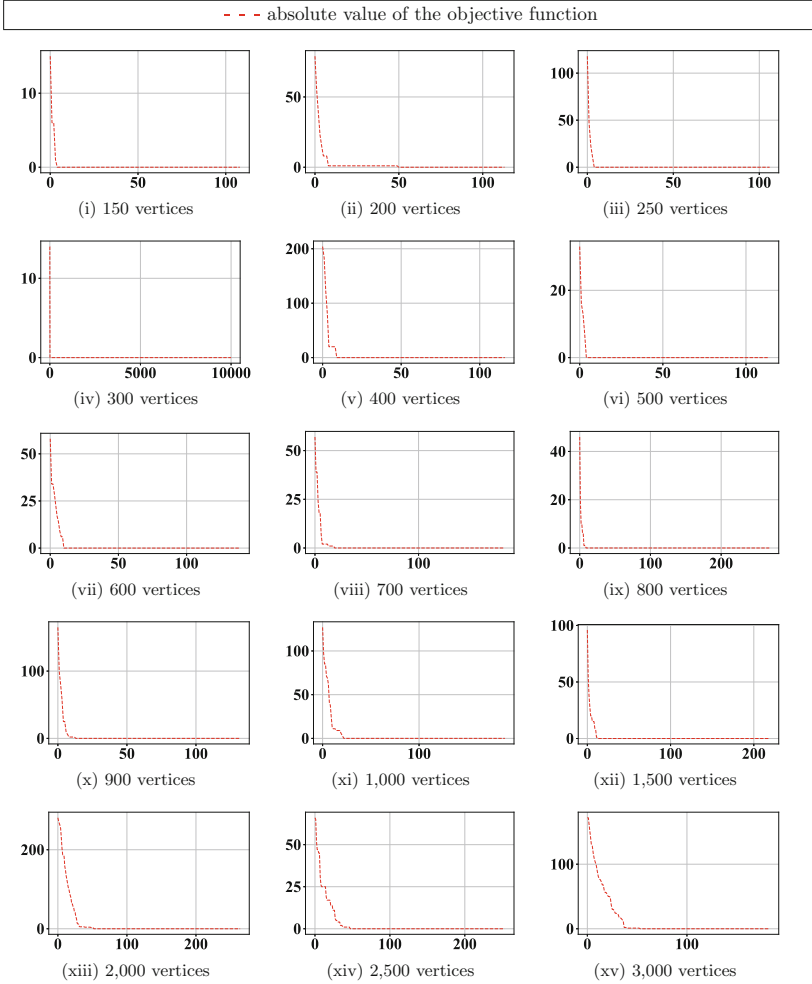 absolute value of the objective function
10
0
0 50 100
(i) 150 vertices
50
0
0 50 100
(ii) 200 vertices
100
50
0
0 50 100
(iii) 250 vertices
10
0
0 5000 10000
(iv) 300 vertices
200
100
0
0 50 100
(v) 400 vertices
20
0
0 50 100
(vi) 500 vertices
50
25
0
0 50 100
(vii) 600 vertices
50
25
0
0 100
(viii) 700 vertices
40
20
0
0 100 200
(ix) 800 vertices
100
0
0 50 100
(x) 900 vertices
100
50
0
0 100
(xi) 1,000 vertices
100
50
0
0 100 200
(xii) 1,500 vertices
200
0
0 100 200
(xiii) 2,000 vertices
50
25
0
0 100 200
(xiv) 2,500 vertices
100
0
0 100
(xv) 3,000 vertices